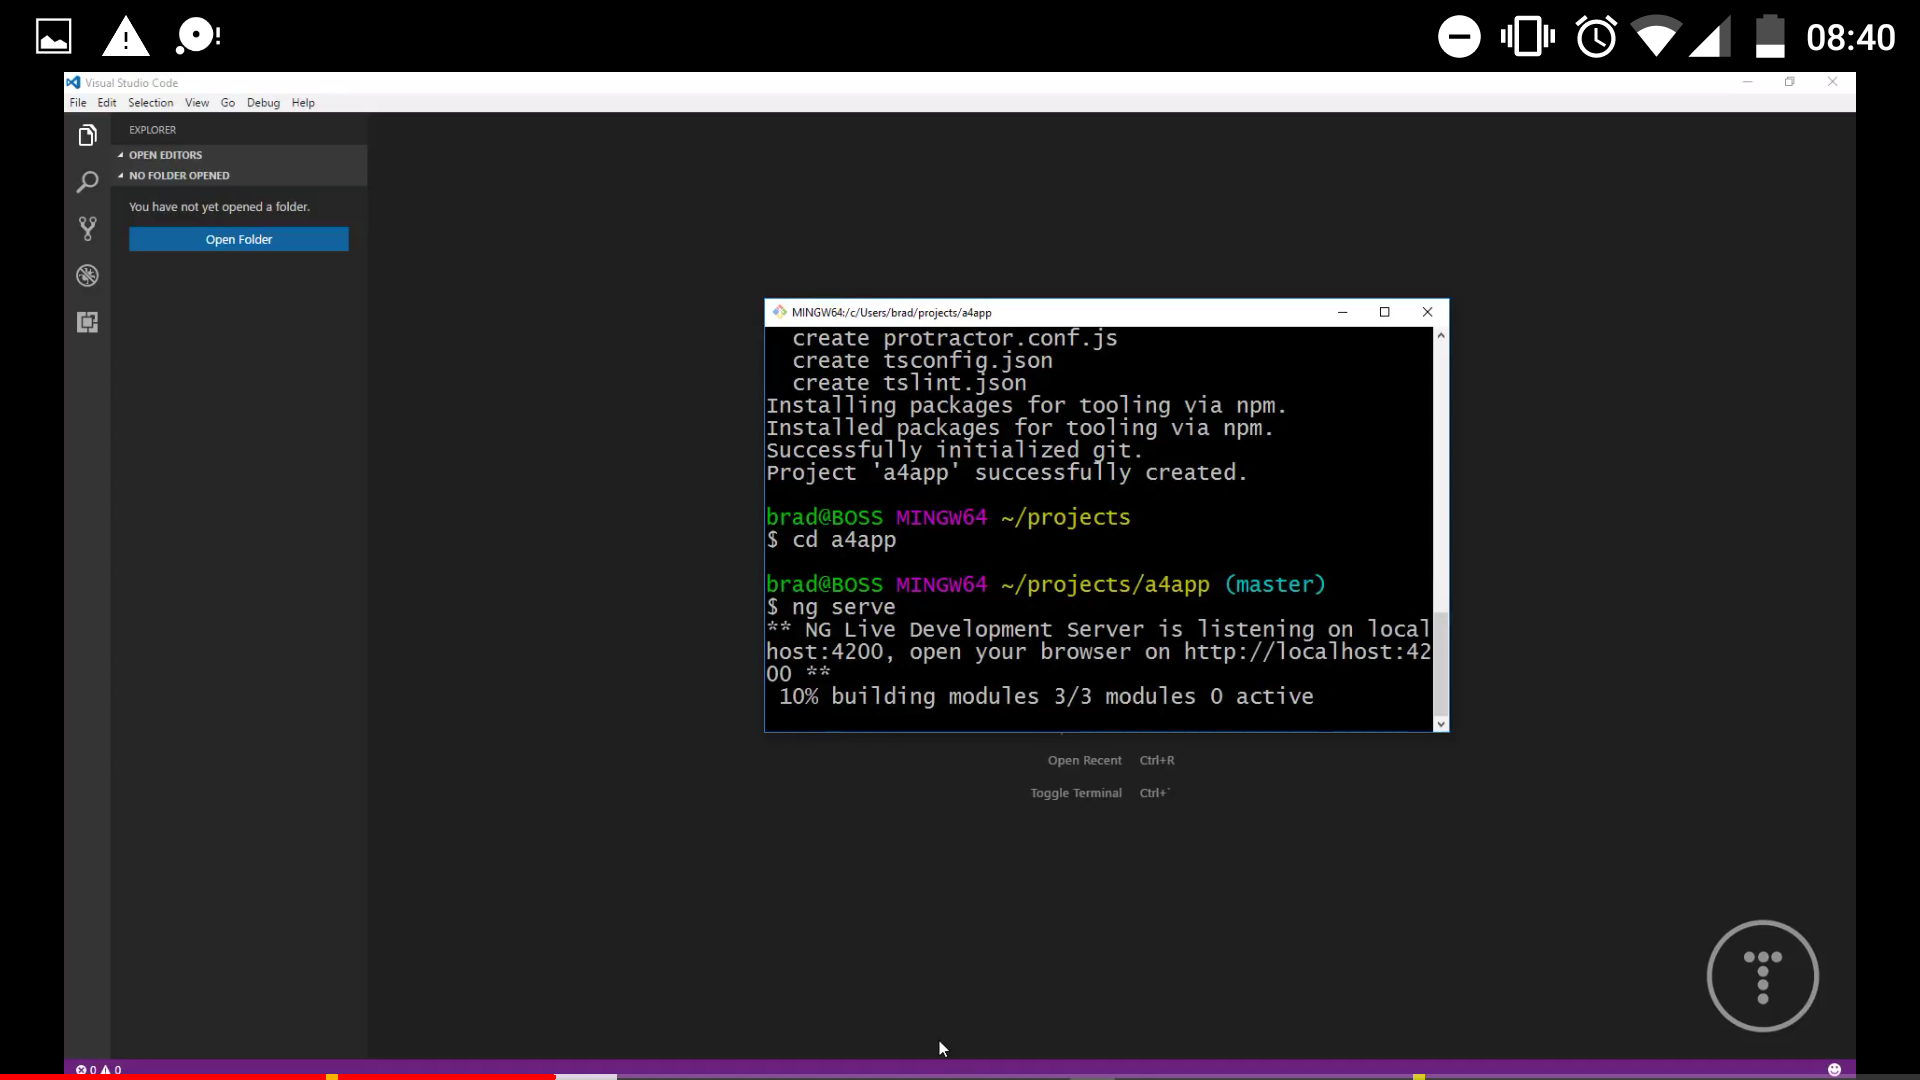 08:40
Visual Studio Code
File Edit Selection View Go Debug Help
EXPLORER
OPEN EDITORS
NO FOLDER OPENED
You have not yet opened a folder.
Open Folder
MINGW64:/c/Users/brad/projects/a4app
create protractor.conf.js
create tsconfig.json
create tslint.json
Installing packages for tooling via npm.
Installed packages for tooling via npm.
Successfully initialized git.
Project 'a4app' successfully created.
brad@BOSS MINGW64 ~/projects
$ cd a4app
brad@BOSS MINGW64 ~/projects/a4app (master)
$ ng serve
** NG Live Development Server is listening on local
host:4200, open your browser on http://localhost:42
00 **
10% building modules 3/3 modules 0 active
Open Recent Ctrl+R
Toggle Terminal Ctrl+`
T
0 0